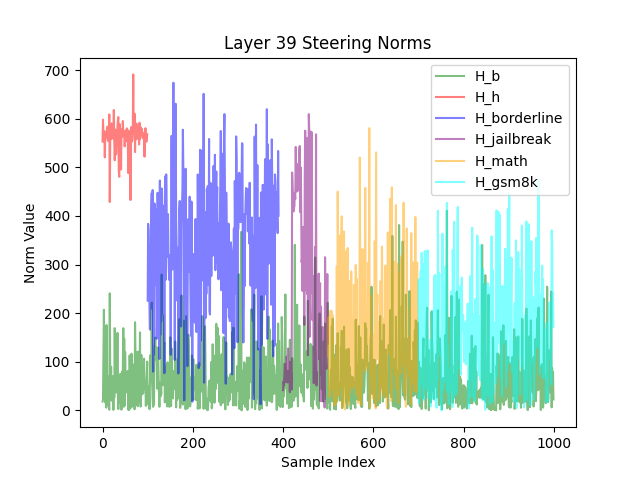 Layer 39 Steering Norms
H_b
H_h
H_borderline
H_jailbreak
H_math
H_gsm8k
Norm Value
700
600
500
400
300
200
100
0
0 200 400 600 800 1000
Sample Index